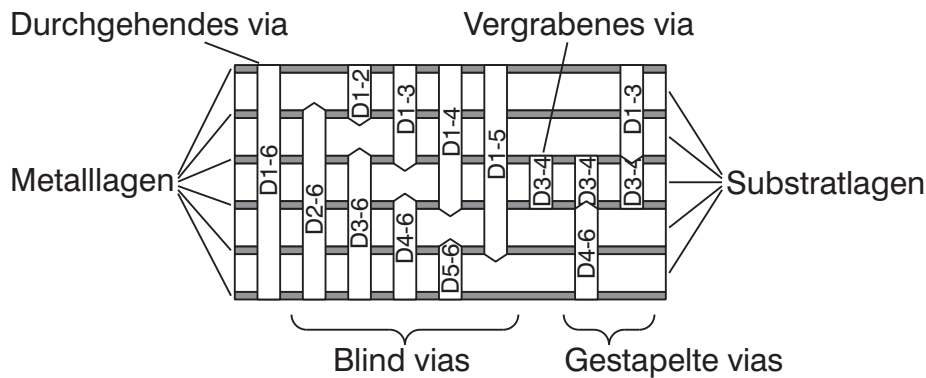 Durchgehendes via
Vergrabenes via
Metalllagen
Substratlagen
D1-6
D2-6
D1-2
D3-6
D1-3
D4-6
D1-4
D5-6
D1-5
D3-4
D3-4
D4-6
D1-3
D3-4
Blind vias
Gestapelte vias